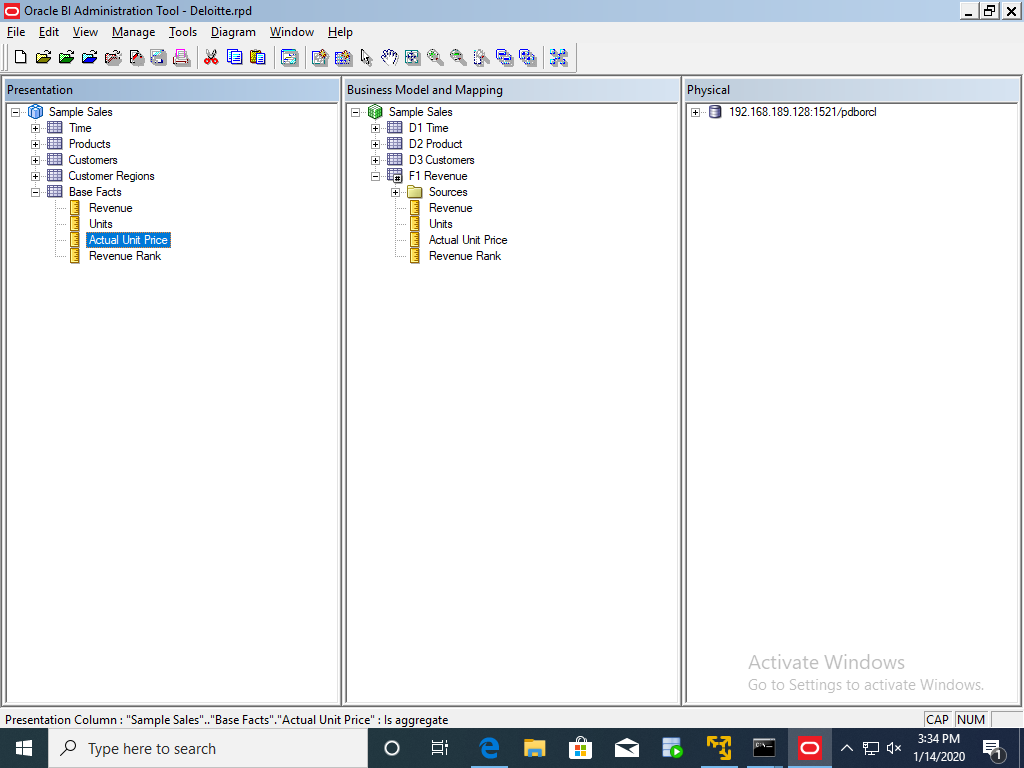 Oracle BI Administration Tool - Deloitte.rpd
File Edit View Manage Tools Diagram Window Help
Presentation
Sample Sales
Time
Products
Customers
Customer Regions
Base Facts
Revenue
Units
Actual Unit Price
Revenue Rank
Business Model and Mapping
Sample Sales
D1 Time
D2 Product
D3 Customers
F1 Revenue
Sources
Revenue
Units
Actual Unit Price
Revenue Rank
Physical
192.168.189.128:1521/pdborcl
Activate Windows
Go to Settings to activate Windows.
Presentation Column : "Sample Sales".."Base Facts"."Actual Unit Price" : Is aggregate
CAP NUM
Type here to search
3:34 PM
1/14/2020
1